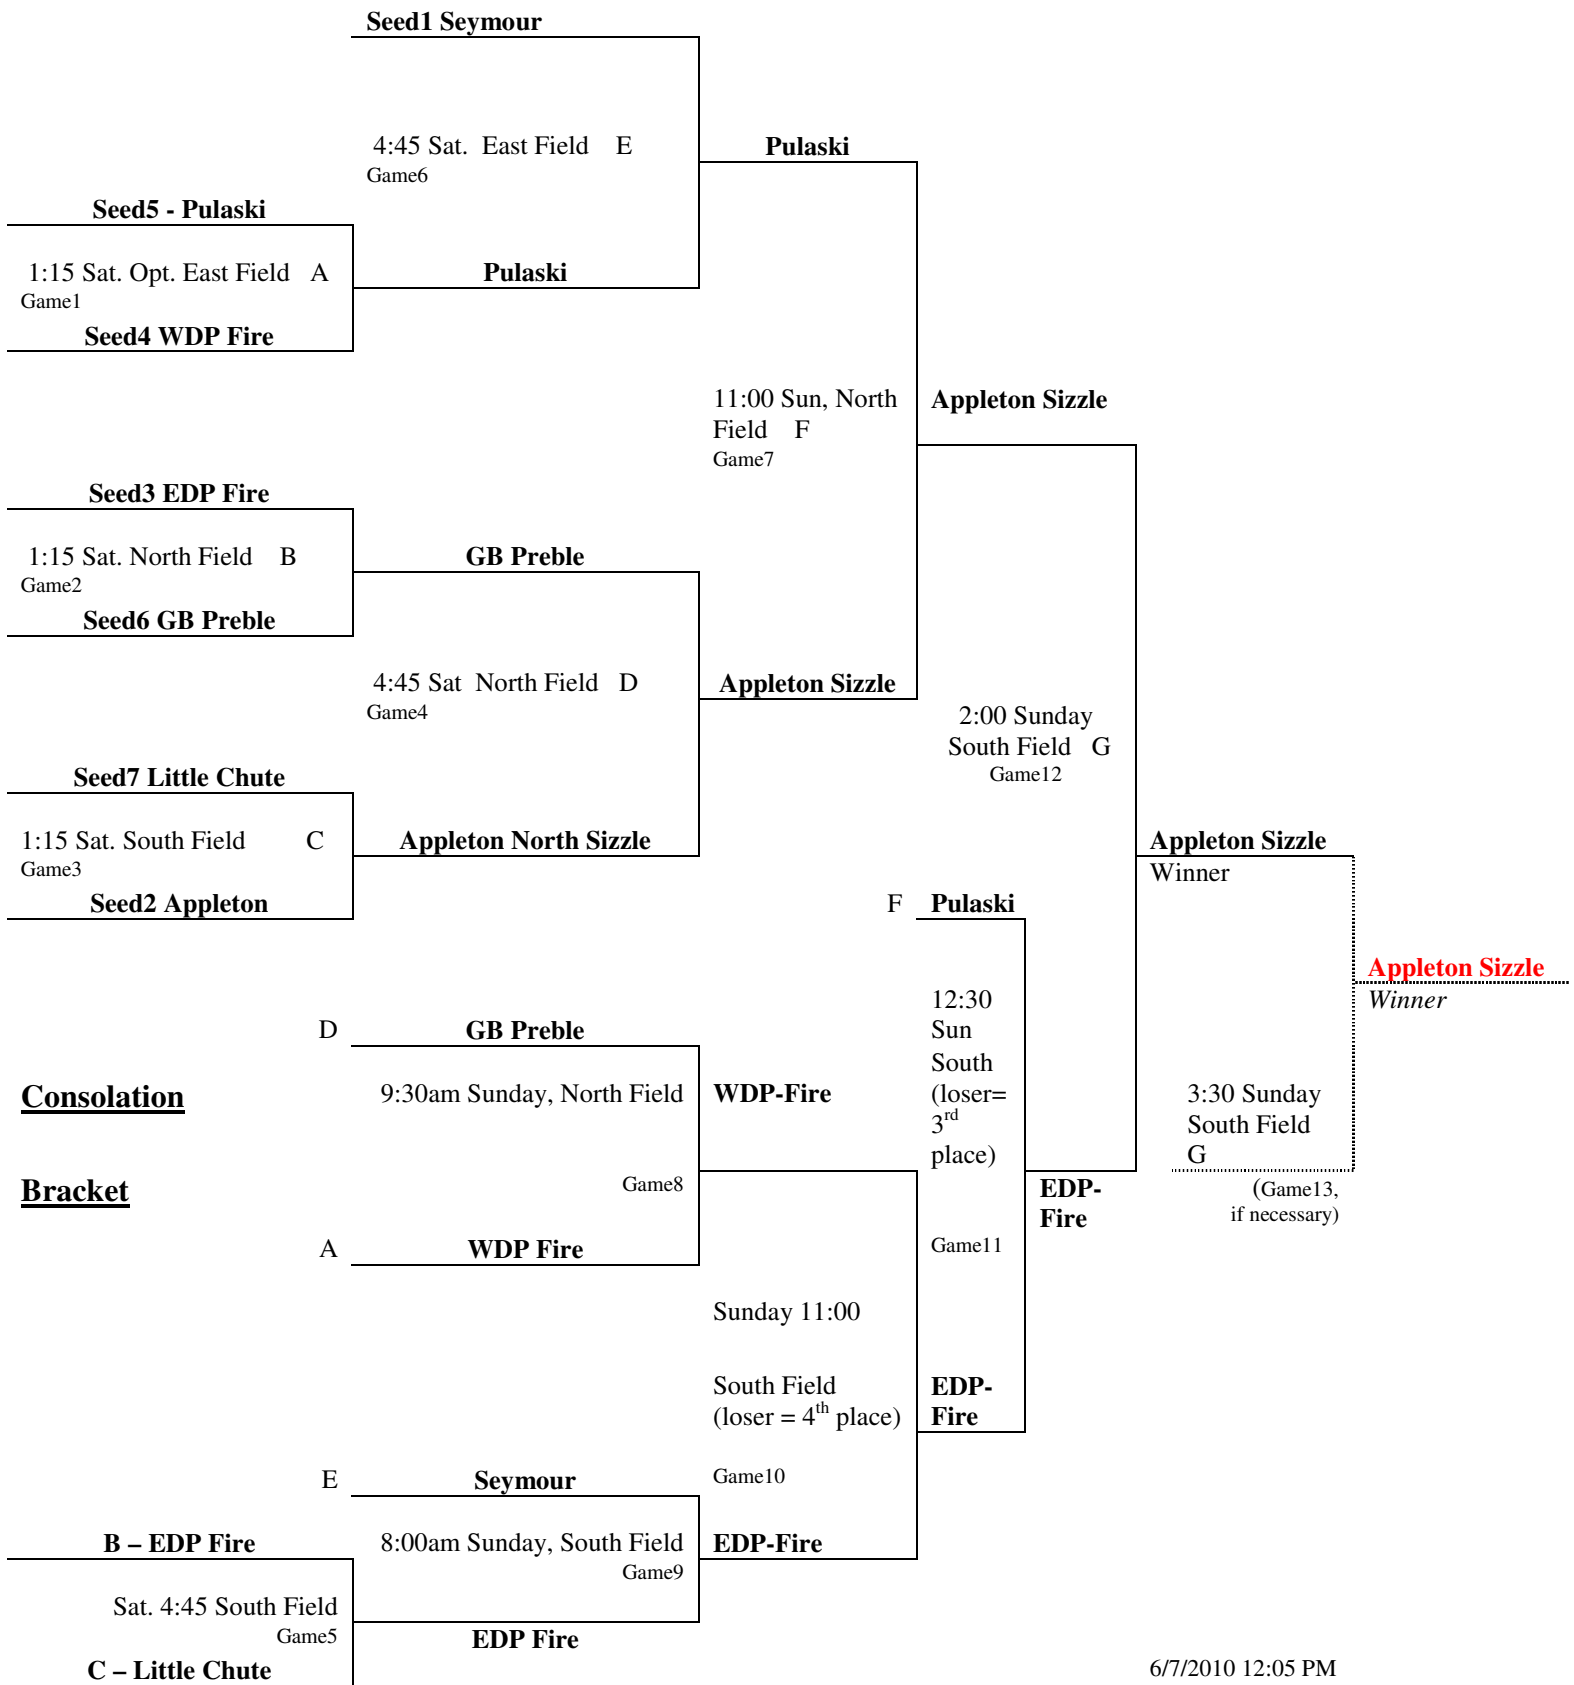 Seed1 Seymour
4:45 Sat. East Field E
Game6
Pulaski
Seed5 - Pulaski
1:15 Sat. Opt. East Field A
Game1
Pulaski
Seed4 WDP Fire
11:00 Sun, North
Field F
Game7
Appleton Sizzle
Seed3 EDP Fire
1:15 Sat. North Field B
Game2
GB Preble
Seed6 GB Preble
4:45 Sat North Field D
Game4
Appleton Sizzle
2:00 Sunday
South Field G
Game12
Seed7 Little Chute
1:15 Sat. South Field C
Game3
Appleton North Sizzle
Seed2 Appleton
Appleton Sizzle
Winner
F Pulaski
Appleton Sizzle
Winner
12:30
Sun
South
(loser=
3rd
place)
Game11
D GB Preble
Consolation
9:30am Sunday, North Field
WDP-Fire
3:30 Sunday
South Field
G
(Game13,
if necessary)
Bracket
Game8
EDP-
Fire
A WDP Fire
Sunday 11:00
South Field
(loser = 4th place)
Game10
EDP-
Fire
E Seymour
B – EDP Fire
8:00am Sunday, South Field
Game9
EDP-Fire
Sat. 4:45 South Field
Game5
EDP Fire
C – Little Chute
6/7/2010 12:05 PM